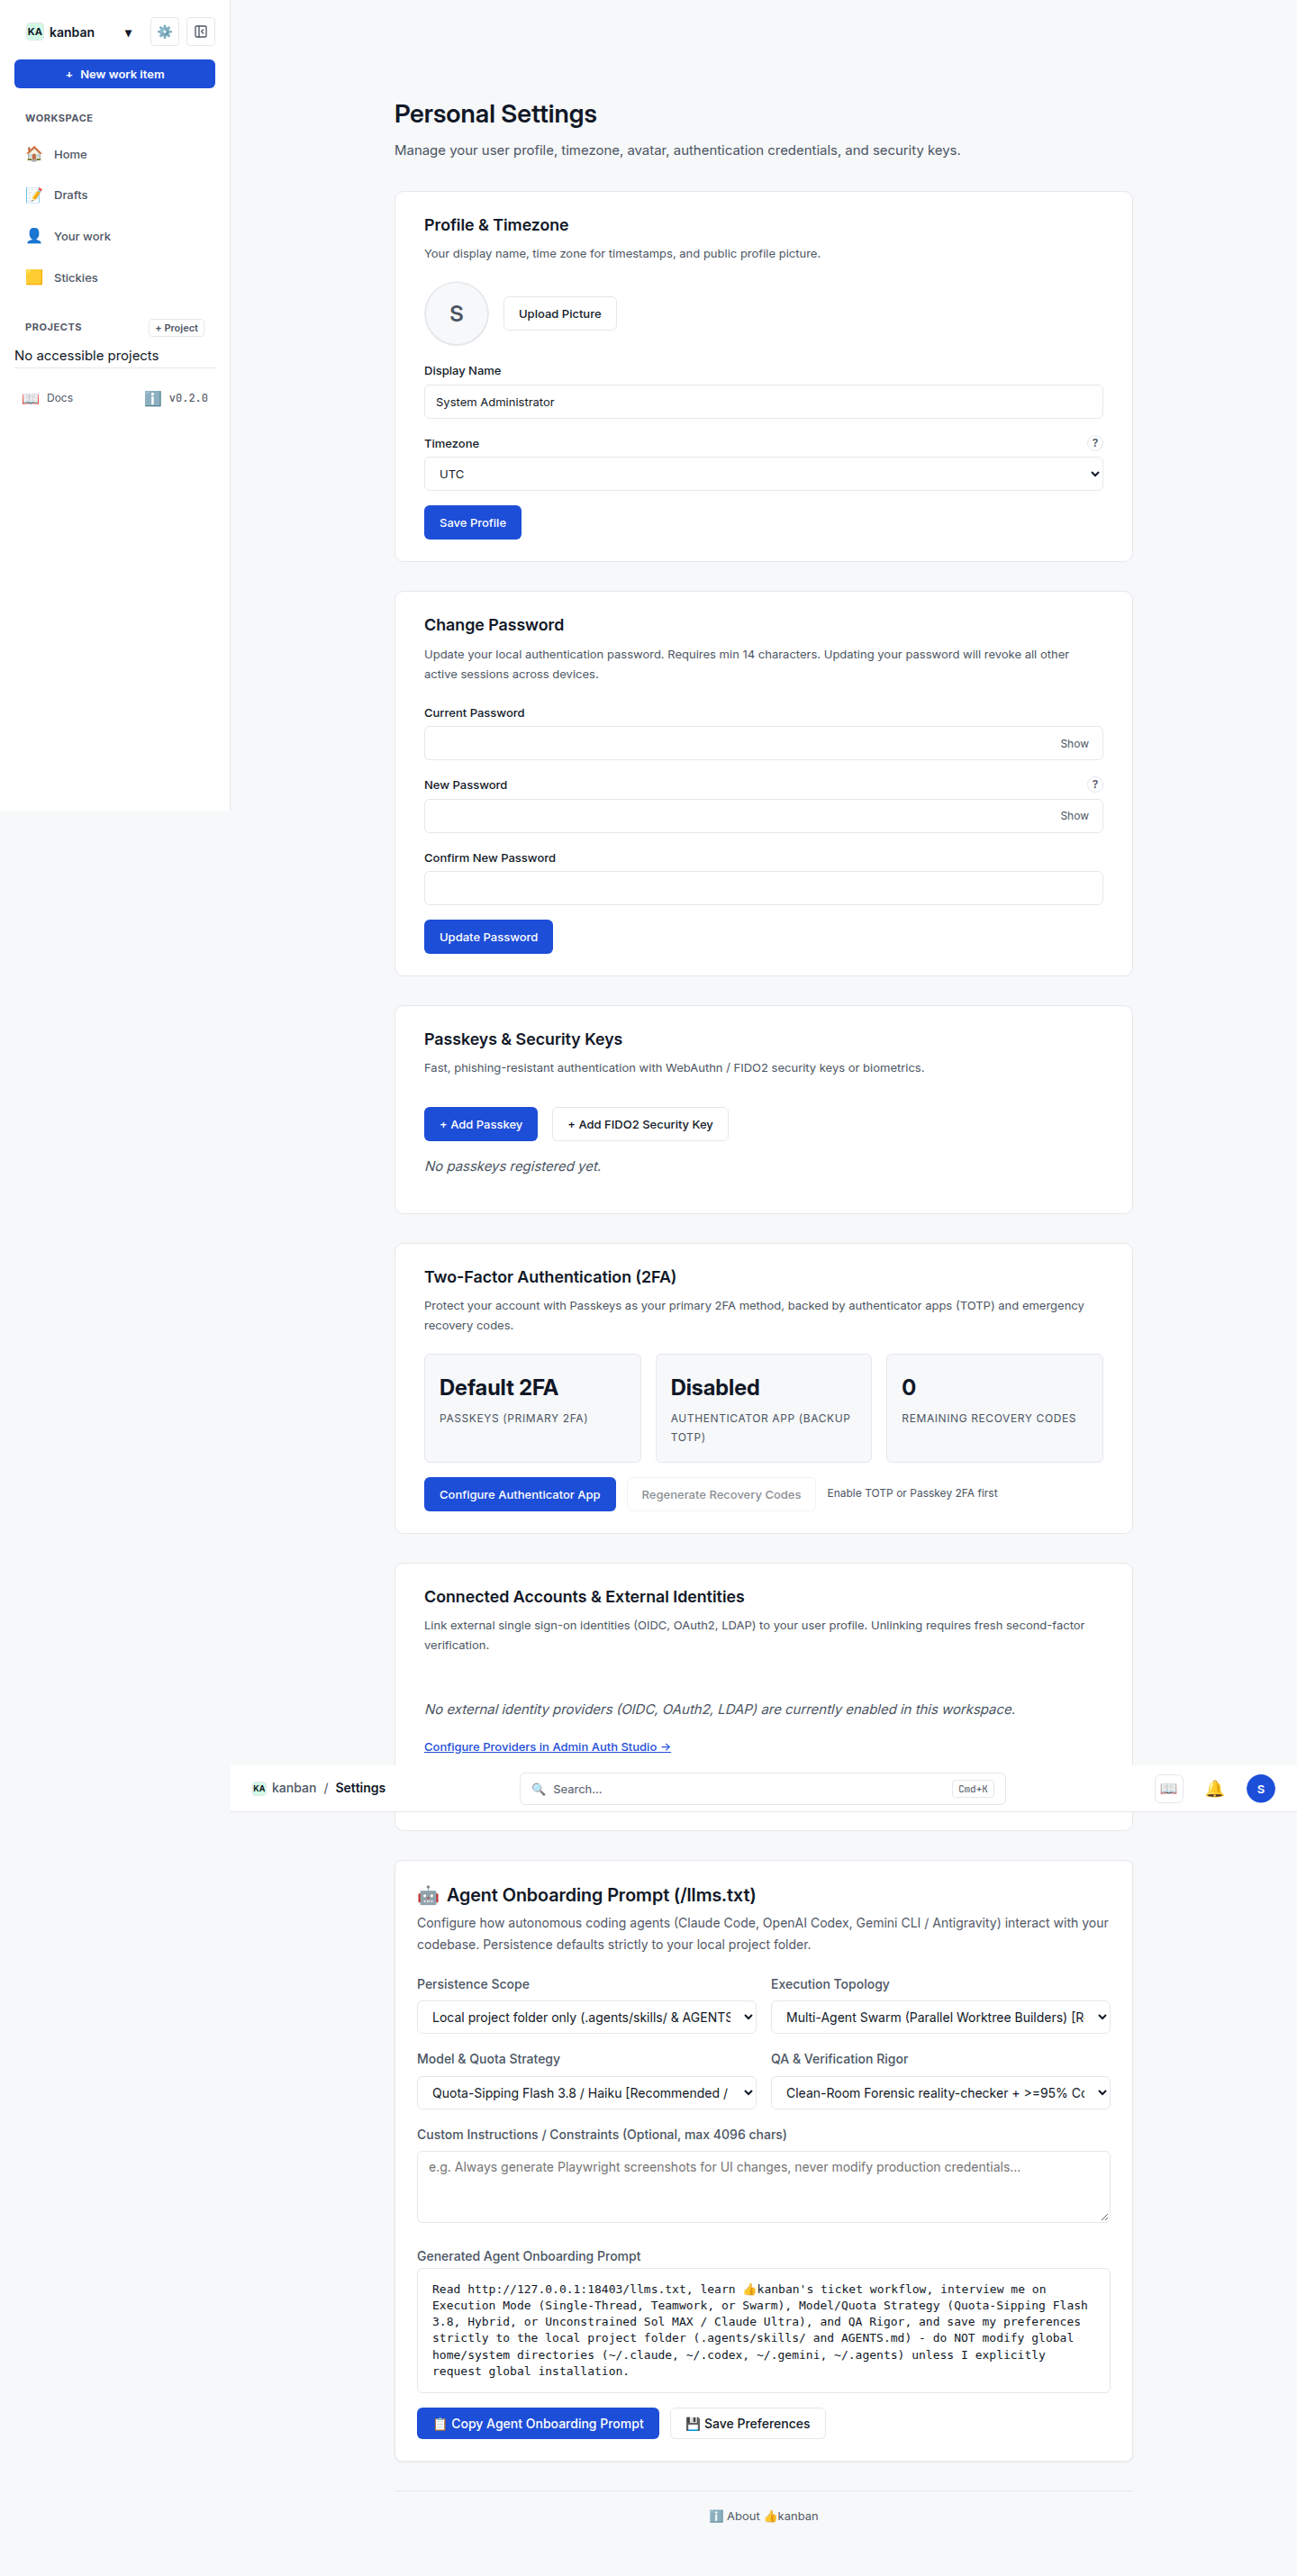 KA kanban ▾ ⚙️
+ New work item
WORKSPACE
🏠 Home
📝 Drafts
👤 Your work
🟨 Stickies
PROJECTS + Project
No accessible projects
📖 Docs ℹ️ v0.2.0
Personal Settings
Manage your user profile, timezone, avatar, authentication credentials, and security keys.
Profile & Timezone
Your display name, time zone for timestamps, and public profile picture.
S Upload Picture
Display Name
System Administrator
Timezone ?
UTC
Save Profile
Change Password
Update your local authentication password. Requires min 14 characters. Updating your password will revoke all other
active sessions across devices.
Current Password
Show
New Password ?
Show
Confirm New Password
Update Password
Passkeys & Security Keys
Fast, phishing-resistant authentication with WebAuthn / FIDO2 security keys or biometrics.
+ Add Passkey + Add FIDO2 Security Key
No passkeys registered yet.
Two-Factor Authentication (2FA)
Protect your account with Passkeys as your primary 2FA method, backed by authenticator apps (TOTP) and emergency
recovery codes.
Default 2FA
PASSKEYS (PRIMARY 2FA)
Disabled
AUTHENTICATOR APP (BACKUP
TOTP)
0
REMAINING RECOVERY CODES
Configure Authenticator App Regenerate Recovery Codes Enable TOTP or Passkey 2FA first
Connected Accounts & External Identities
Link external single sign-on identities (OIDC, OAuth2, LDAP) to your user profile. Unlinking requires fresh second-factor
verification.
No external identity providers (OIDC, OAuth2, LDAP) are currently enabled in this workspace.
Configure Providers in Admin Auth Studio →
KA kanban / Settings 🔍 Search... Cmd+K 📖 🔔 S
🤖 Agent Onboarding Prompt (/llms.txt)
Configure how autonomous coding agents (Claude Code, OpenAI Codex, Gemini CLI / Antigravity) interact with your
codebase. Persistence defaults strictly to your local project folder.
Persistence Scope Execution Topology
Local project folder only (.agents/skills/ & AGENTS Multi-Agent Swarm (Parallel Worktree Builders) [R
Model & Quota Strategy QA & Verification Rigor
Quota-Sipping Flash 3.8 / Haiku [Recommended / Clean-Room Forensic reality-checker + >=95% Co
Custom Instructions / Constraints (Optional, max 4096 chars)
e.g. Always generate Playwright screenshots for UI changes, never modify production credentials...
Generated Agent Onboarding Prompt
Read http://127.0.0.1:18403/llms.txt, learn 👍kanban's ticket workflow, interview me on
Execution Mode (Single-Thread, Teamwork, or Swarm), Model/Quota Strategy (Quota-Sipping Flash
3.8, Hybrid, or Unconstrained Sol MAX / Claude Ultra), and QA Rigor, and save my preferences
strictly to the local project folder (.agents/skills/ and AGENTS.md) - do NOT modify global
home/system directories (~/.claude, ~/.codex, ~/.gemini, ~/.agents) unless I explicitly
request global installation.
📋 Copy Agent Onboarding Prompt 💾 Save Preferences
ℹ️ About 👍kanban